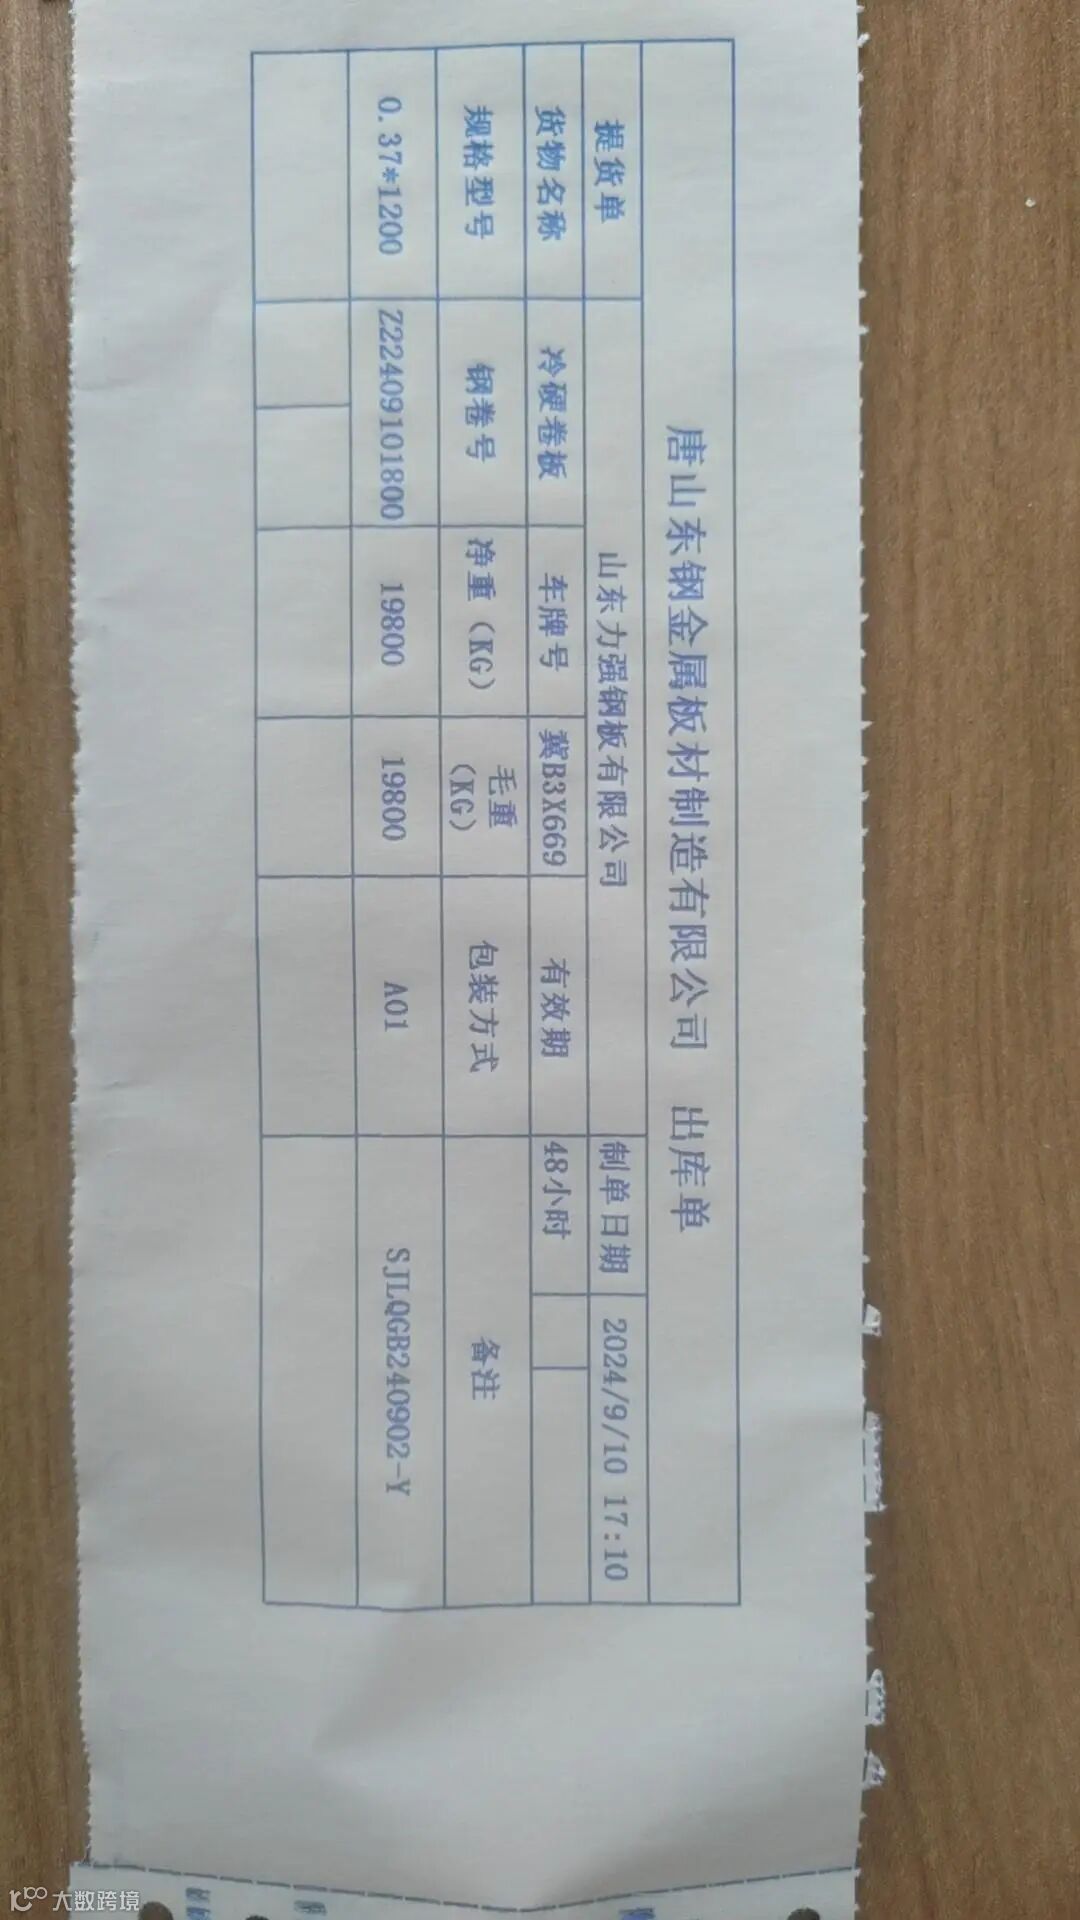 唐山东钢金属板材制造有限公司 出库单
提货单 山东力强钢板有限公司 制单日期 2024/9/10 17:10
货物名称 冷硬卷板 车牌号 冀B3X669 有效期 48小时
规格型号 钢卷号 净重(KG) 毛重(KG) 包装方式 备注
0.37*1200 Z22409101800 19800 19800 A01 SJLQGB240902-Y
大数跨境